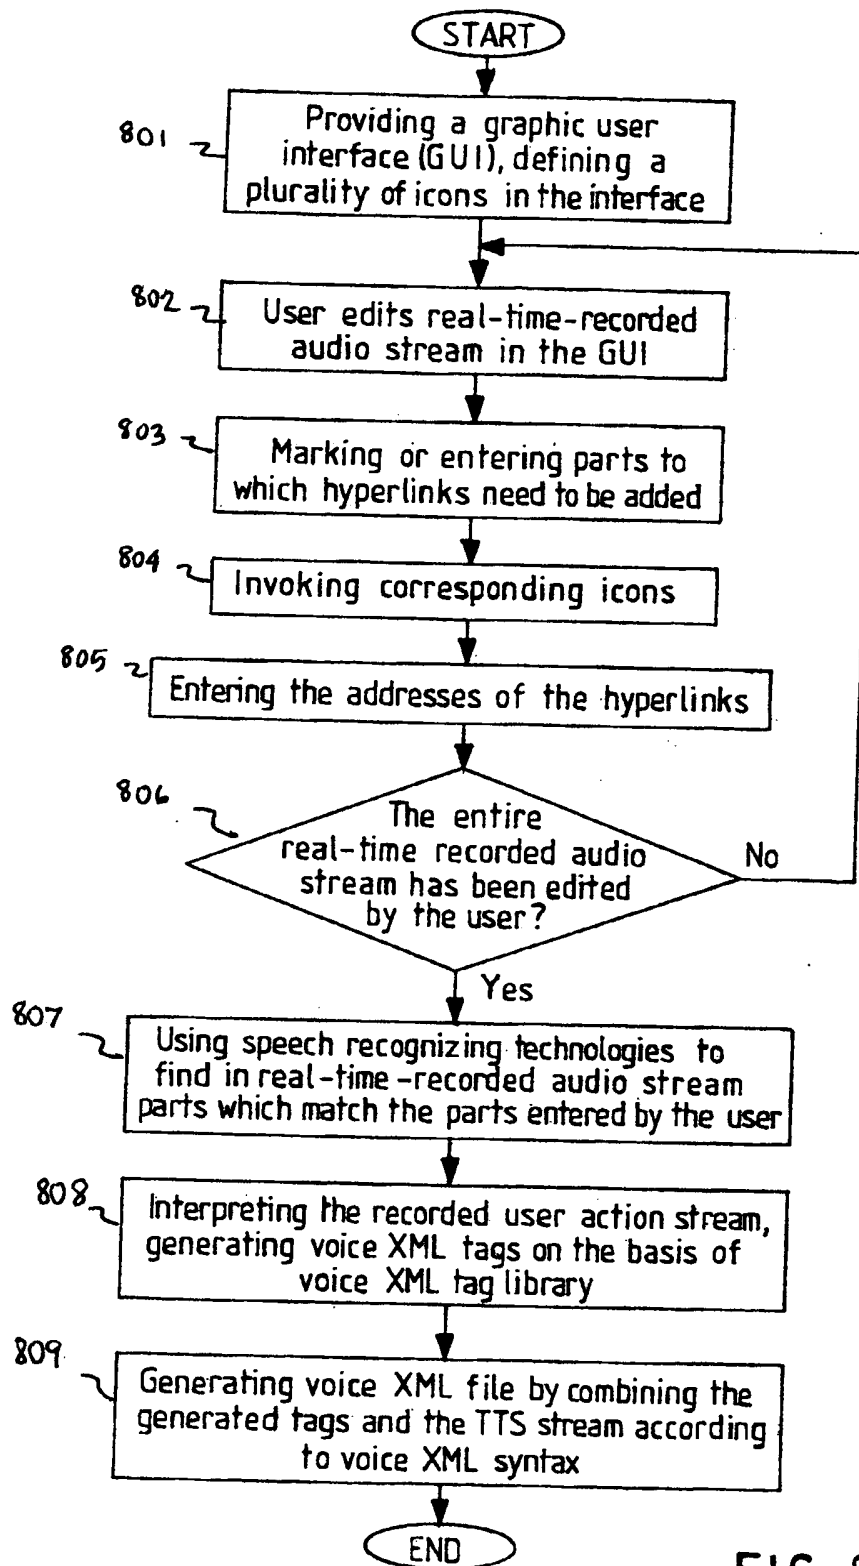 START
801
Providing a graphic user
interface (GUI), defining a
plurality of icons in the interface
802
User edits real-time-recorded
audio stream in the GUI
803
Marking or entering parts to
which hyperlinks need to be added
804
Invoking corresponding icons
805
Entering the addresses of the hyperlinks
806
The entire
real-time recorded audio
stream has been edited
by the user?
No
Yes
807
Using speech recognizing technologies to
find in real-time-recorded audio stream
parts which match the parts entered by the user
808
Interpreting the recorded user action stream,
generating voice XML tags on the basis of
voice XML tag library
809
Generating voice XML file by combining the
generated tags and the TTS stream according
to voice XML syntax
END
FIG